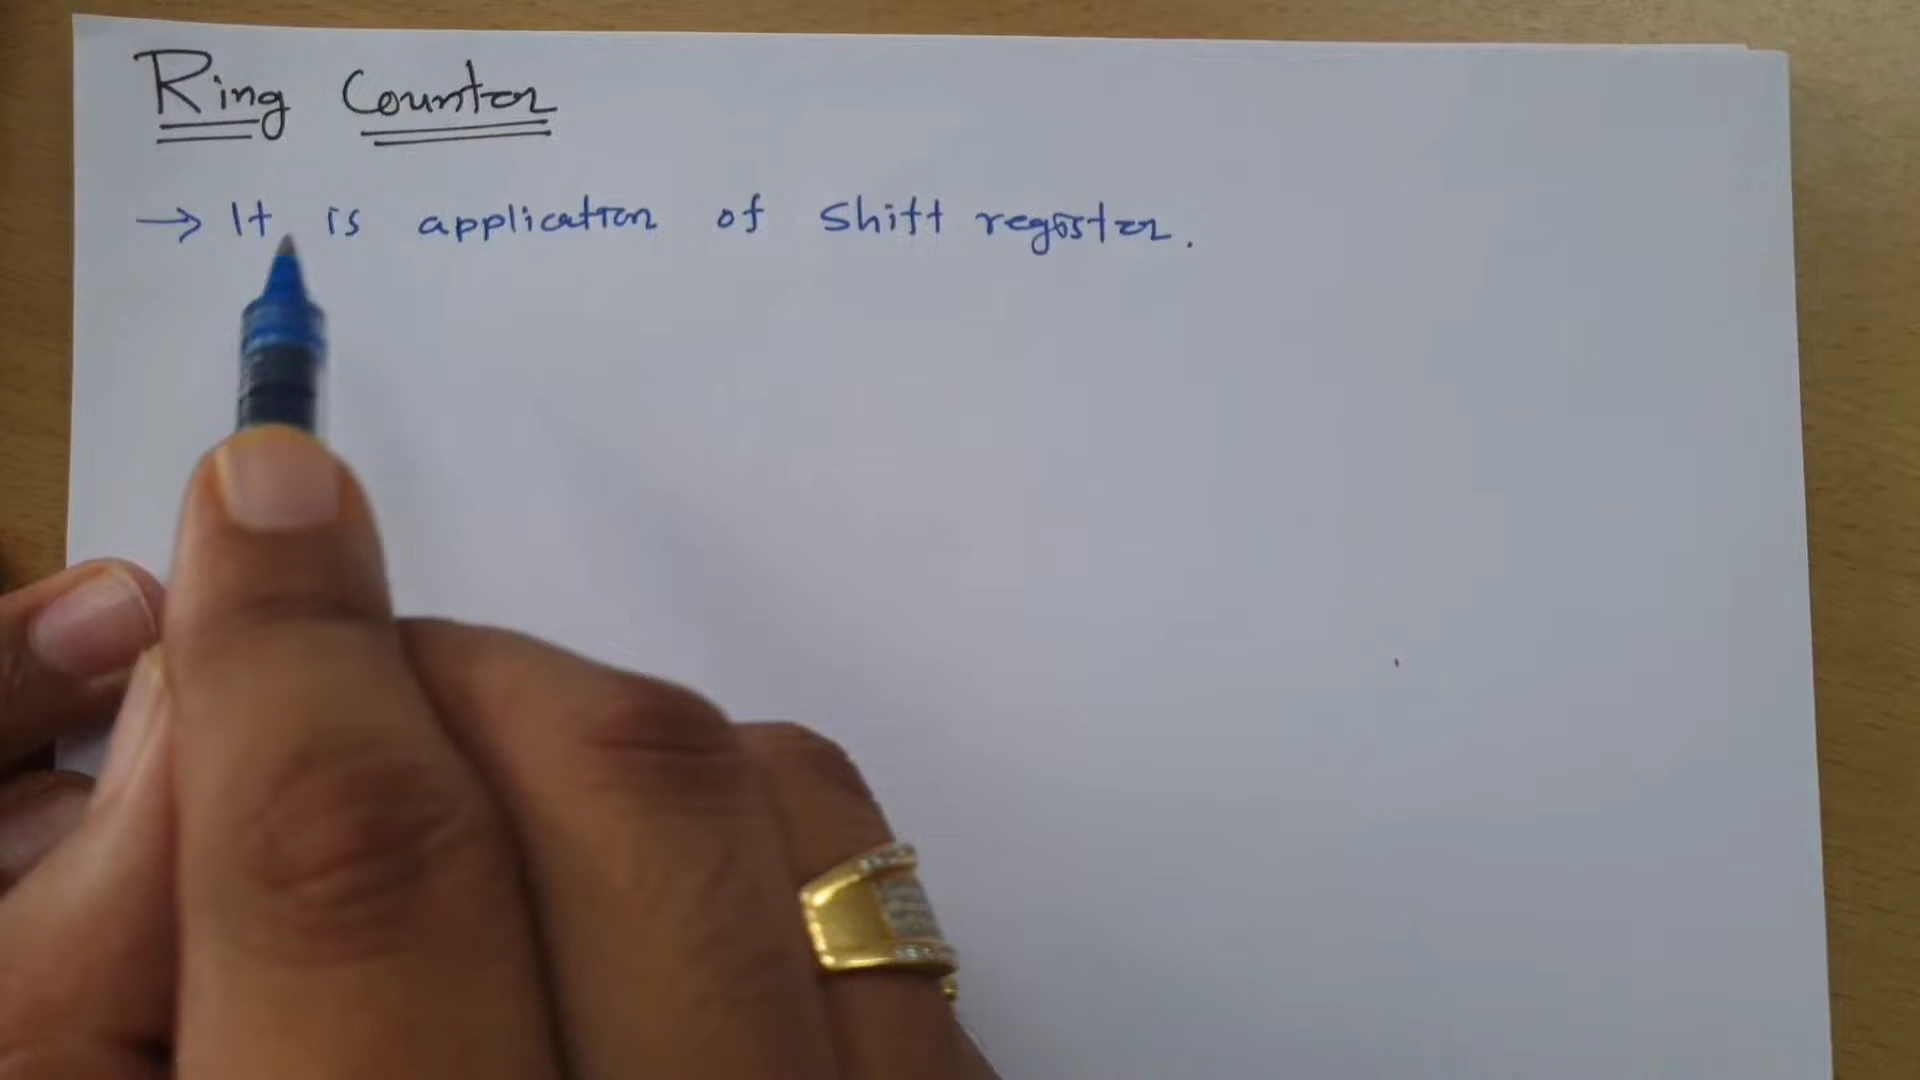 Ring Counter
→ It is application of shift register.